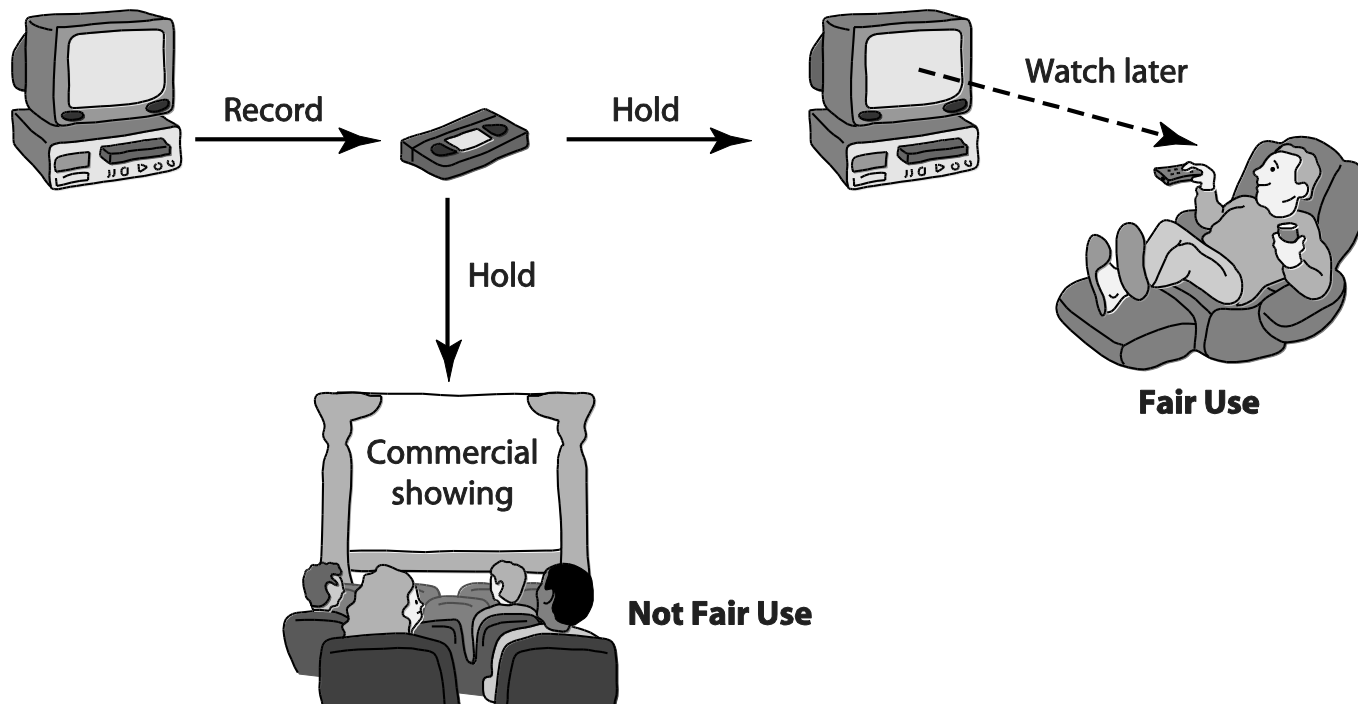 Record
Hold
Watch later
Hold
Fair Use
Commercial
showing
Not Fair Use